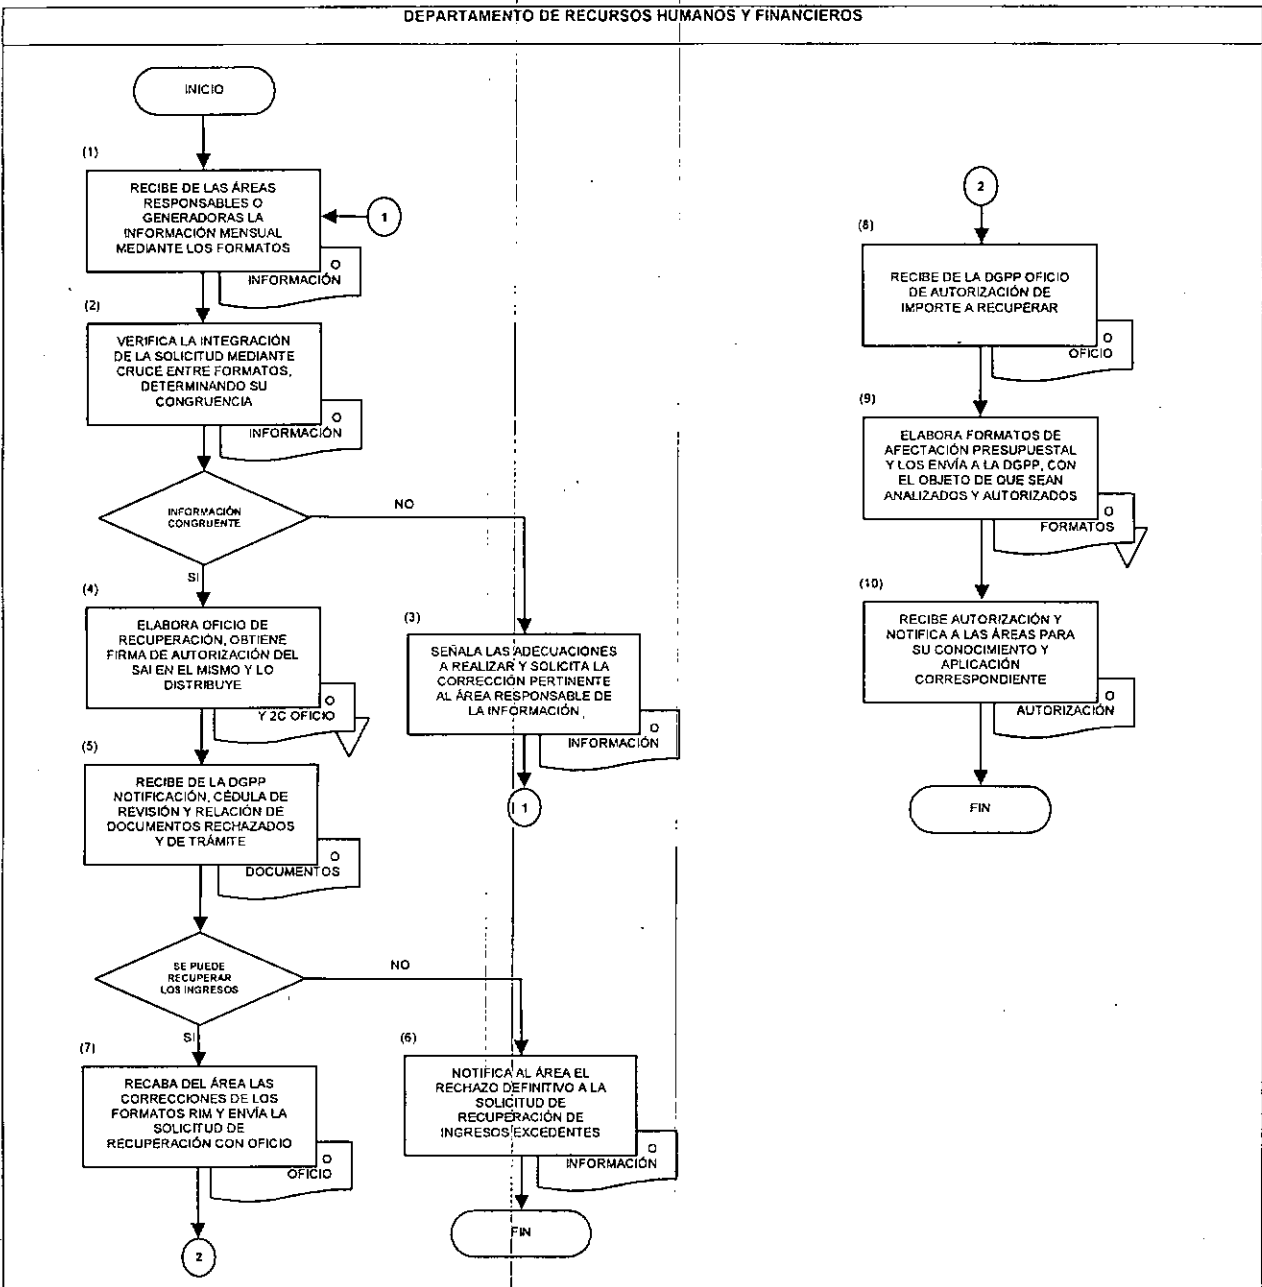 DEPARTAMENTO DE RECURSOS HUMANOS Y FINANCIEROS
INICIO
(1)
RECIBE DE LAS ÁREAS
RESPONSABLES O
GENERADORAS LA
INFORMACIÓN MENSUAL
MEDIANTE LOS FORMATOS
1
O
INFORMACIÓN
(2)
VERIFICA LA INTEGRACIÓN
DE LA SOLICITUD MEDIANTE
CRUCE ENTRE FORMATOS,
DETERMINANDO SU
CONGRUENCIA
O
INFORMACIÓN
INFORMACIÓN
CONGRUENTE
NO
SI
(4)
ELABORA OFICIO DE
RECUPERACIÓN, OBTIENE
FIRMA DE AUTORIZACIÓN DEL
SAI EN EL MISMO Y LO
DISTRIBUYE
O
Y 2C OFICIO
(3)
SEÑALA LAS ADECUACIONES
A REALIZAR Y SOLICITA LA
CORRECCIÓN PERTINENTE
AL ÁREA RESPONSABLE DE
LA INFORMACIÓN
O
INFORMACIÓN
1
(5)
RECIBE DE LA DGPP
NOTIFICACIÓN, CÉDULA DE
REVISIÓN Y RELACIÓN DE
DOCUMENTOS RECHAZADOS
Y DE TRÁMITE
O
DOCUMENTOS
SE PUEDE
RECUPERAR
LOS INGRESOS
NO
SI
(7)
RECABA DEL ÁREA LAS
CORRECCIONES DE LOS
FORMATOS RIM Y ENVÍA LA
SOLICITUD DE
RECUPERACIÓN CON OFICIO
O
OFICIO
2
(6)
NOTIFICA AL ÁREA EL
RECHAZO DEFINITIVO A LA
SOLICITUD DE
RECUPERACIÓN DE
INGRESOS EXCEDENTES
O
INFORMACIÓN
FIN
2
(8)
RECIBE DE LA DGPP OFICIO
DE AUTORIZACIÓN DE
IMPORTE A RECUPERAR
O
OFICIO
(9)
ELABORA FORMATOS DE
AFECTACIÓN PRESUPUESTAL
Y LOS ENVÍA A LA DGPP, CON
EL OBJETO DE QUE SEAN
ANALIZADOS Y AUTORIZADOS
O
FORMATOS
(10)
RECIBE AUTORIZACIÓN Y
NOTIFICA A LAS ÁREAS PARA
SU CONOCIMIENTO Y
APLICACIÓN
CORRESPONDIENTE
O
AUTORIZACIÓN
FIN